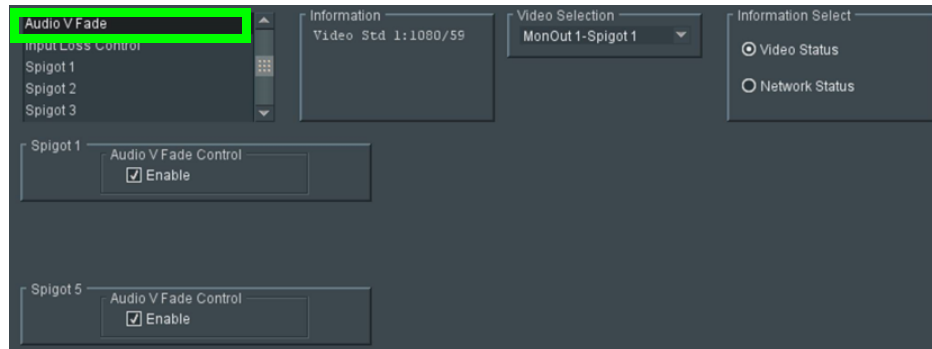 Audio V Fade
Input Loss Control
Spigot 1
Spigot 2
Spigot 3
Information
Video Std 1:1080/59
Video Selection
MonOut 1-Spigot 1
Information Select
Video Status
Network Status
Spigot 1
Audio V Fade Control
Enable
Spigot 5
Audio V Fade Control
Enable